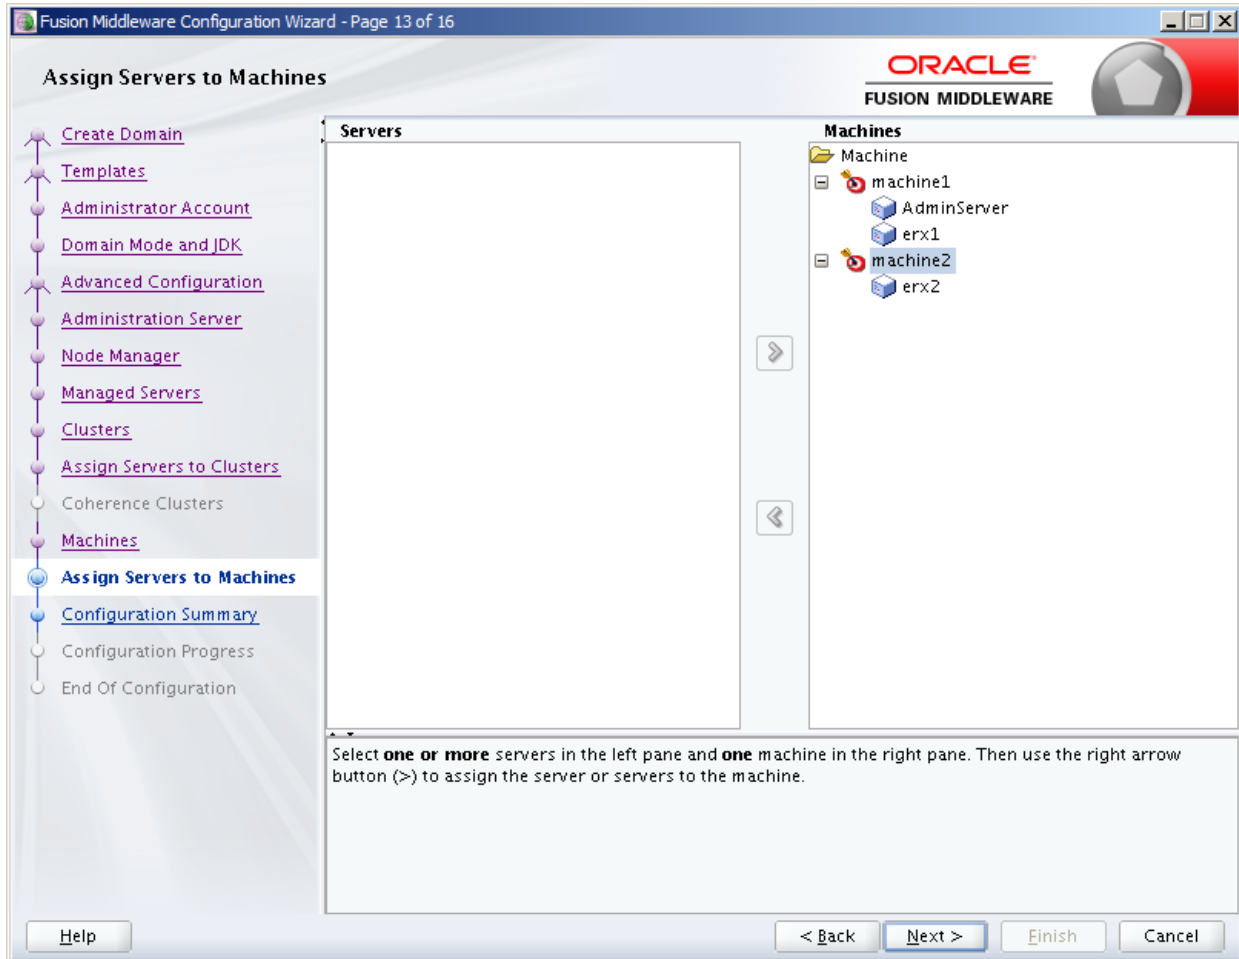 Fusion Middleware Configuration Wizard - Page 13 of 16
Assign Servers to Machines
ORACLE
FUSION MIDDLEWARE
Create Domain
Templates
Administrator Account
Domain Mode and JDK
Advanced Configuration
Administration Server
Node Manager
Managed Servers
Clusters
Assign Servers to Clusters
Coherence Clusters
Machines
Assign Servers to Machines
Configuration Summary
Configuration Progress
End Of Configuration
Servers
Machines
Machine
machine1
AdminServer
erx1
machine2
erx2
Select one or more servers in the left pane and one machine in the right pane. Then use the right arrow
button (>) to assign the server or servers to the machine.
Help
< Back
Next >
Finish
Cancel